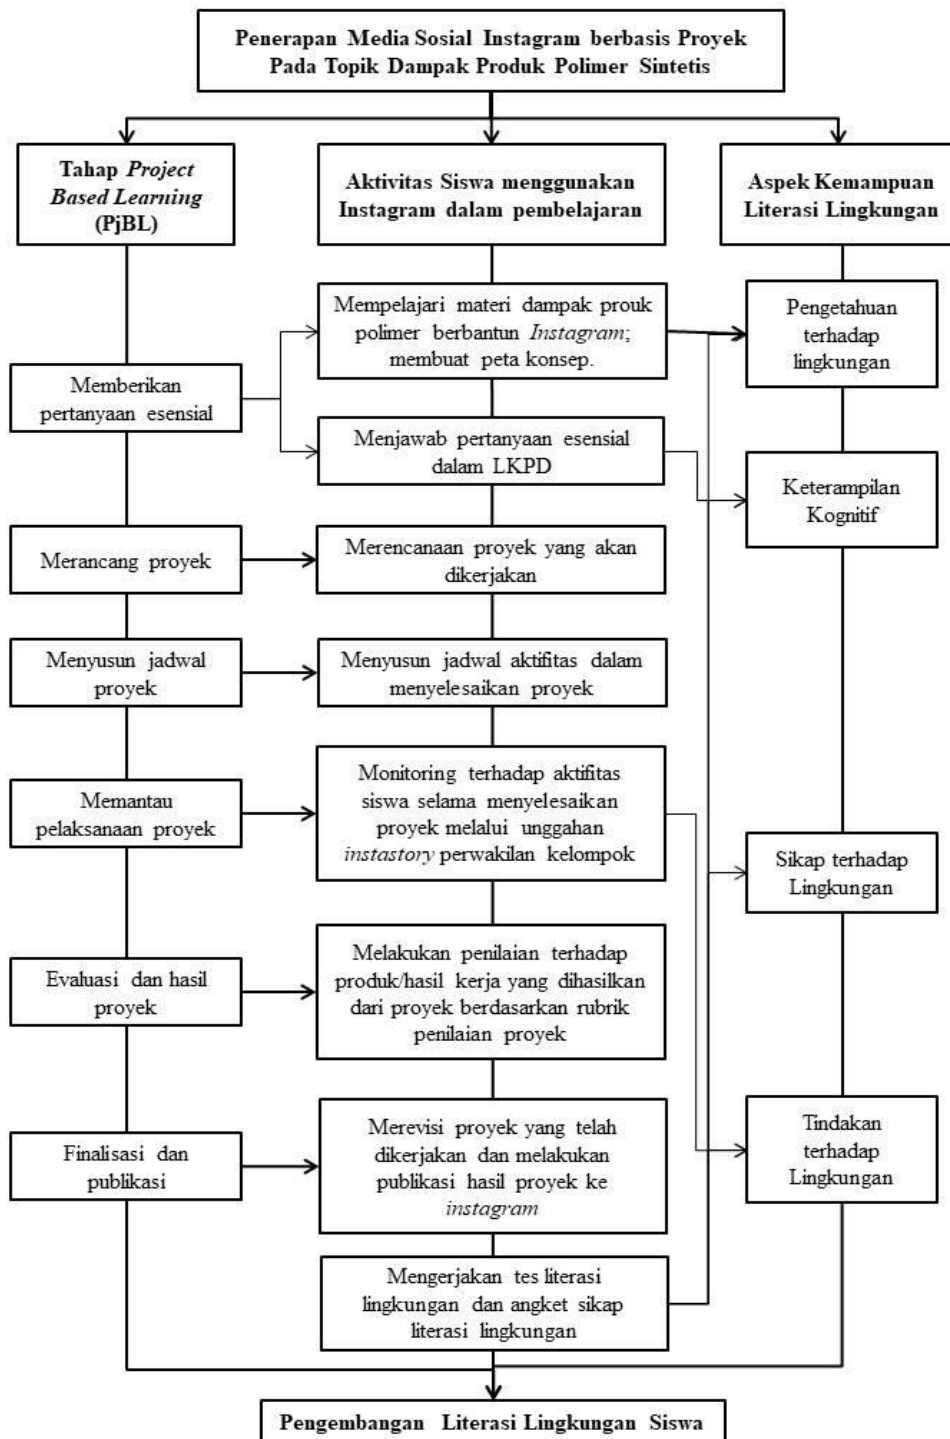 Penerapan Media Sosial Instagram berbasis Proyek
Pada Topik Dampak Produk Polimer Sintetis
Tahap Project
Based Learning
(PjBL)
Aktivitas Siswa menggunakan
Instagram dalam pembelajaran
Aspek Kemampuan
Literasi Lingkungan
Memberikan
pertanyaan esensial
Mempelajari materi dampak prouk
polimer berbantun Instagram;
membuat peta konsep.
Pengetahuan
terhadap
lingkungan
Menjawab pertanyaan esensial
dalam LKPD
Keterampilan
Kognitif
Merancang proyek
Merencanaan proyek yang akan
dikerjakan
Menyusun jadwal
proyek
Menyusun jadwal aktifitas dalam
menyelesaikan proyek
Memantau
pelaksanaan proyek
Monitoring terhadap aktifitas
siswa selama menyelesaikan
proyek melalui unggahan
instastory perwakilan kelompok
Sikap terhadap
Lingkungan
Evaluasi dan hasil
proyek
Melakukan penilaian terhadap
produk/hasil kerja yang dihasilkan
dari proyek berdasarkan rubrik
penilaian proyek
Finalisasi dan
publikasi
Merevisi proyek yang telah
dikerjakan dan melakukan
publikasi hasil proyek ke
instagram
Tindakan
terhadap
Lingkungan
Mengerjakan tes literasi
lingkungan dan angket sikap
literasi lingkungan
Pengembangan Literasi Lingkungan Siswa